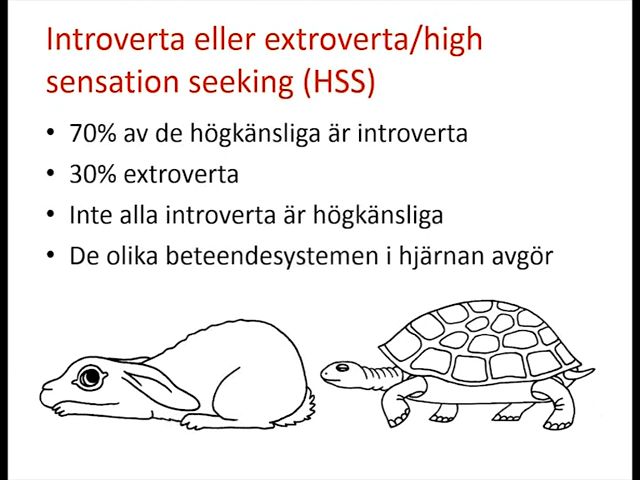 Introverta eller extroverta/high
sensation seeking (HSS)
• 70% av de högkänsliga är introverta
• 30% extroverta
• Inte alla introverta är högkänsliga
• De olika beteendesystemen i hjärnan avgör